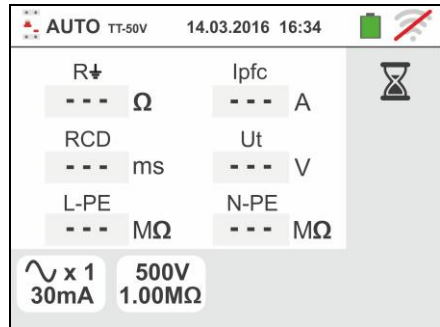 AUTO TT-50V 14.03.2016 16:34
R⏚ Ipfc
- - - Ω - - - A
RCD Ut
- - - ms - - - V
L-PE N-PE
- - - MΩ - - - MΩ
x 1 500V
30mA 1.00MΩ